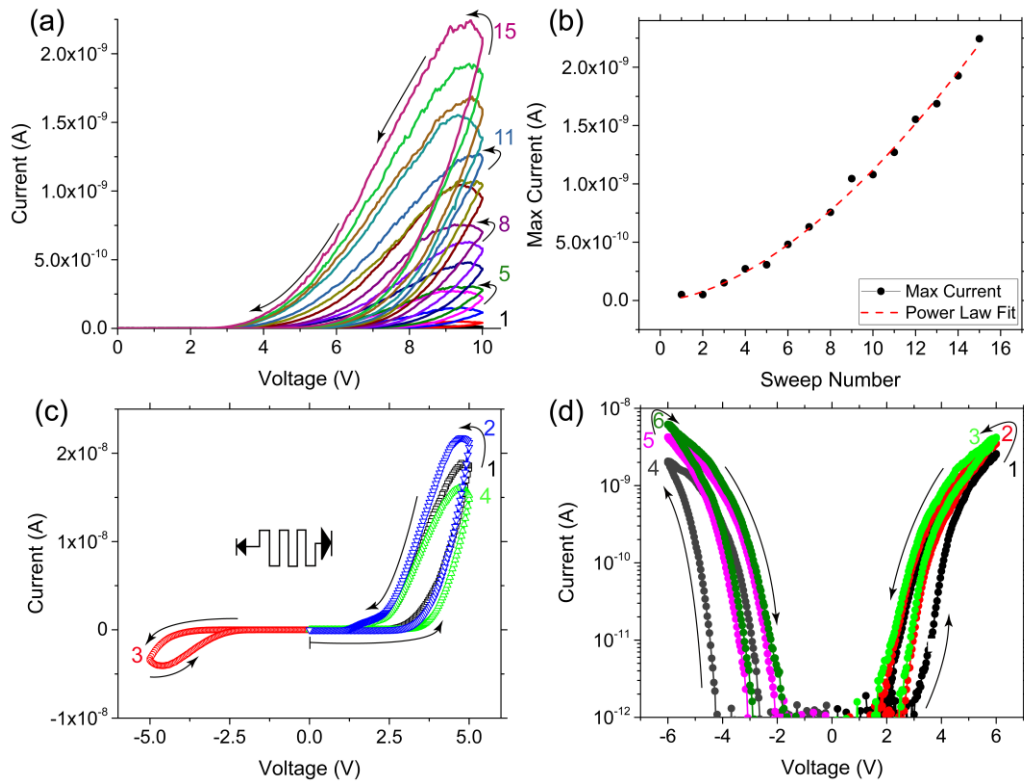 (a)
15
11
8
5
1
2.0x10⁻⁹
1.5x10⁻⁹
1.0x10⁻⁹
5.0x10⁻¹⁰
0.0
Current (A)
0 2 4 6 8 10
Voltage (V)
(b)
2.0x10⁻⁹
1.5x10⁻⁹
1.0x10⁻⁹
5.0x10⁻¹⁰
0.0
Max Current (A)
Max Current
Power Law Fit
0 2 4 6 8 10 12 14 16
Sweep Number
(c)
2
1
4
3
2x10⁻⁸
1x10⁻⁸
0
-1x10⁻⁸
Current (A)
-5.0 -2.5 0.0 2.5 5.0
Voltage (V)
(d)
6
5
4
3
2
1
10⁻⁸
10⁻⁹
10⁻¹⁰
10⁻¹¹
10⁻¹²
Current (A)
-6 -4 -2 0 2 4 6
Voltage (V)